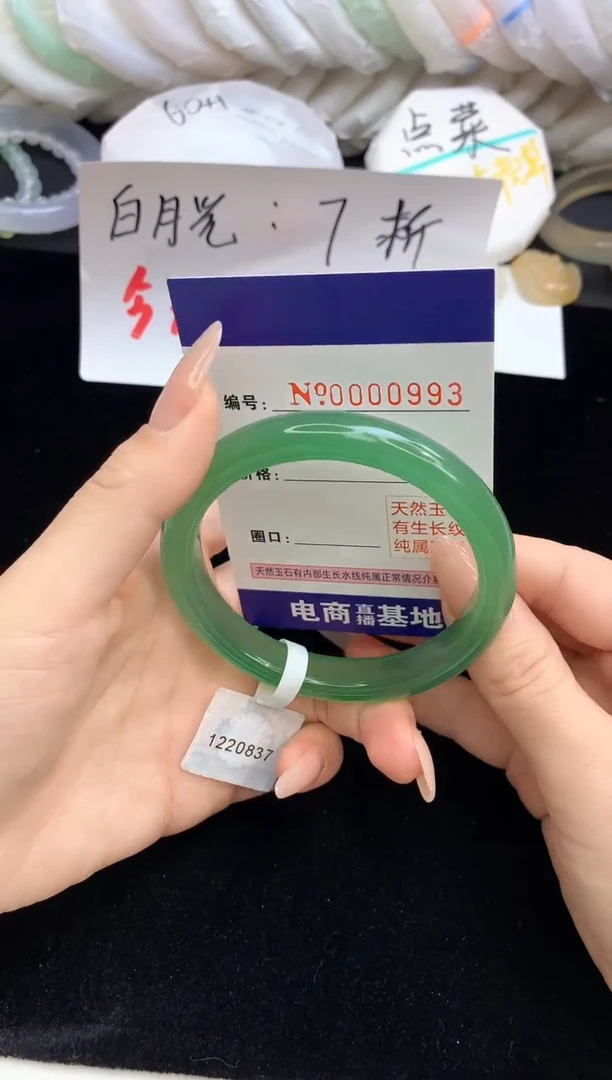 点菜
白月光：7折
今
编号：
№0000993
价格：
圈口：
天然玉
有生长纹
纯属
天然玉石有内部生长水线纯属正常情况介
电商直播基地
1220837